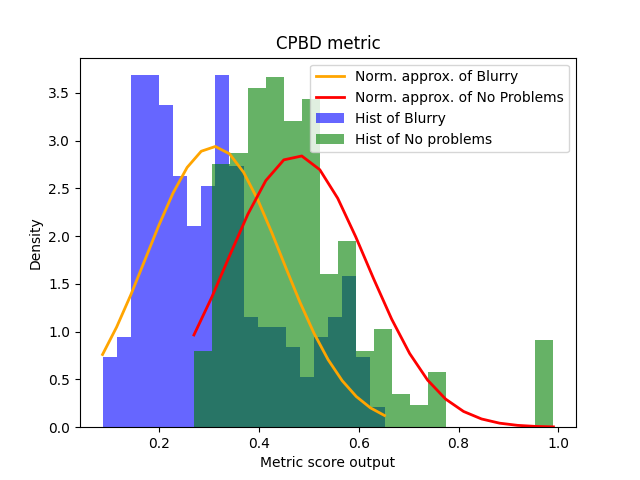 CPBD metric
Norm. approx. of Blurry
Norm. approx. of No Problems
Hist of Blurry
Hist of No problems
Density
3.5
3.0
2.5
2.0
1.5
1.0
0.5
0.0
0.2 0.4 0.6 0.8 1.0
Metric score output